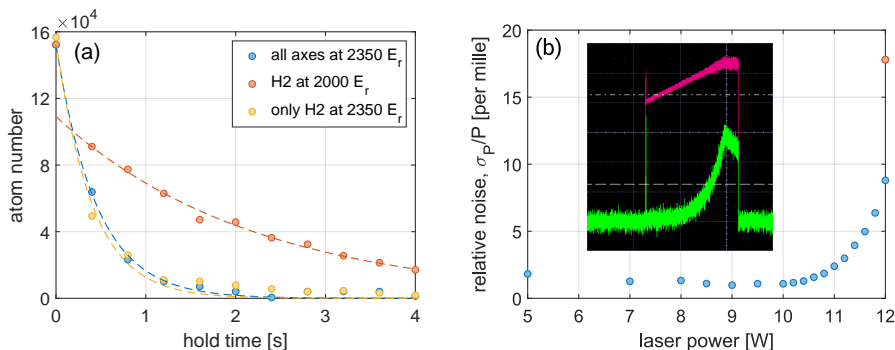 ×10⁴
(a)
all axes at 2350 E_r
H2 at 2000 E_r
only H2 at 2350 E_r
16
12
8
4
0
0 1 2 3 4
hold time [s]
atom number
(b)
20
15
10
5
0
5 6 7 8 9 10 11 12
laser power [W]
relative noise, σ_P/P [per mille]